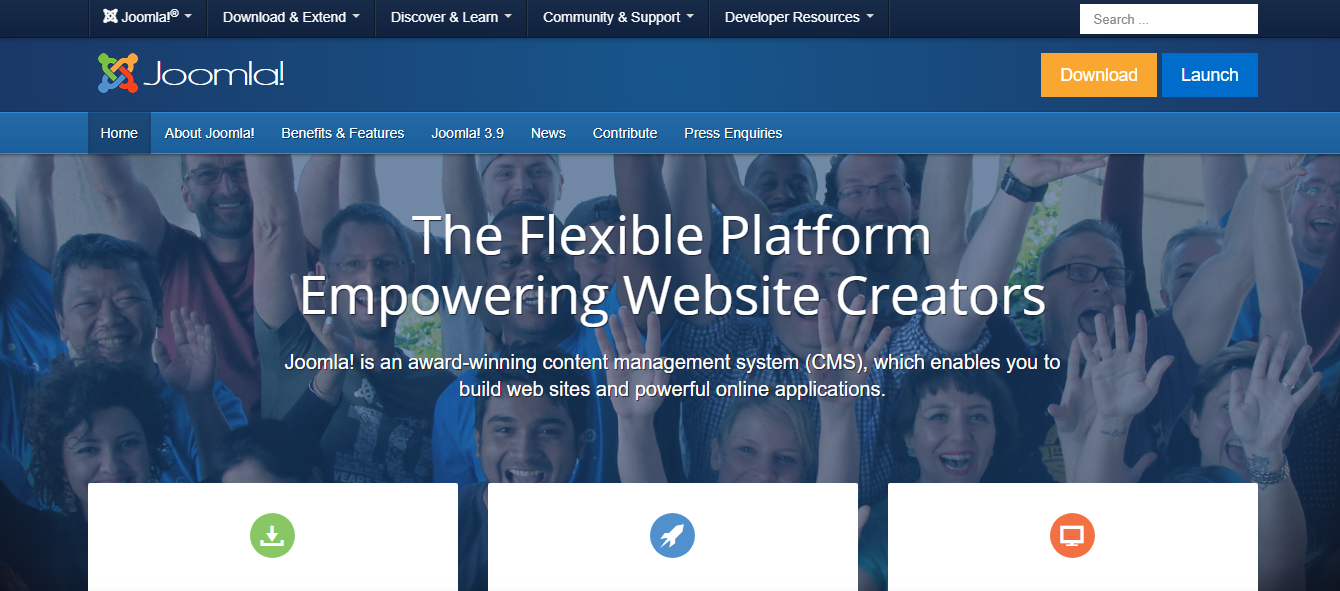 Joomla!® Download & Extend Discover & Learn Community & Support Developer Resources Search ...
Joomla! Download Launch
Home About Joomla! Benefits & Features Joomla! 3.9 News Contribute Press Enquiries
The Flexible Platform
Empowering Website Creators
Joomla! is an award-winning content management system (CMS), which enables you to
build web sites and powerful online applications.